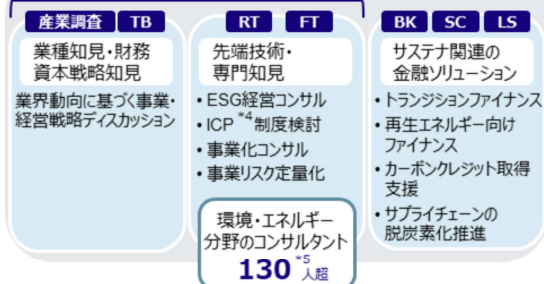 産業調査 TB
業種知見・財務
資本戦略知見
業界動向に基づく事業・
経営戦略ディスカッション
RT FT
先端技術・
専門知見
• ESG経営コンサル
• ICP *4 制度検討
• 事業化コンサル
• 事業リスク定量化
環境・エネルギー
分野のコンサルタント
130 *5 人超
BK SC LS
サステナ関連の
金融ソリューション
• トランジションファイナンス
• 再生エネルギー向け
ファイナンス
• カーボンクレジット取得
支援
• サプライチェーンの
脱炭素化推進